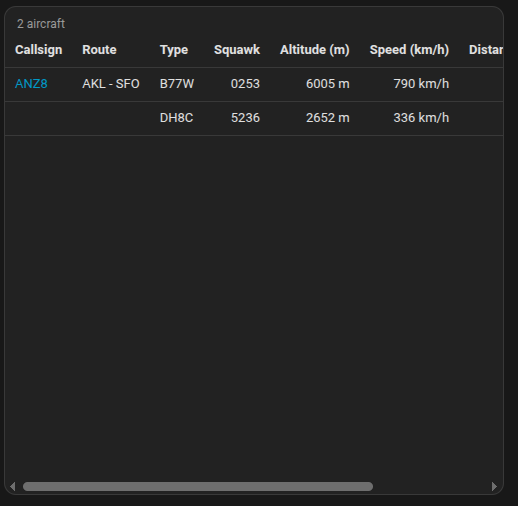 2 aircraft
Callsign Route Type Squawk Altitude (m) Speed (km/h) Distan
ANZ8 AKL - SFO B77W 0253 6005 m 790 km/h
DH8C 5236 2652 m 336 km/h